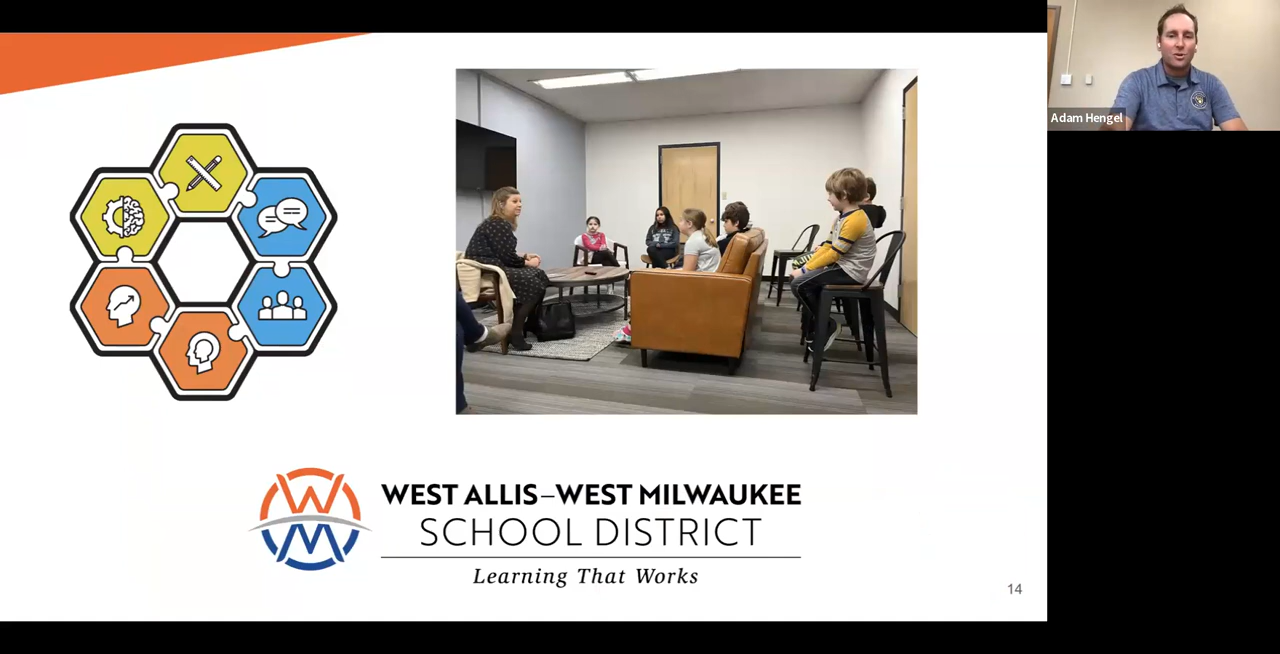 Adam Hengel
WEST ALLIS–WEST MILWAUKEE
SCHOOL DISTRICT
Learning That Works
14